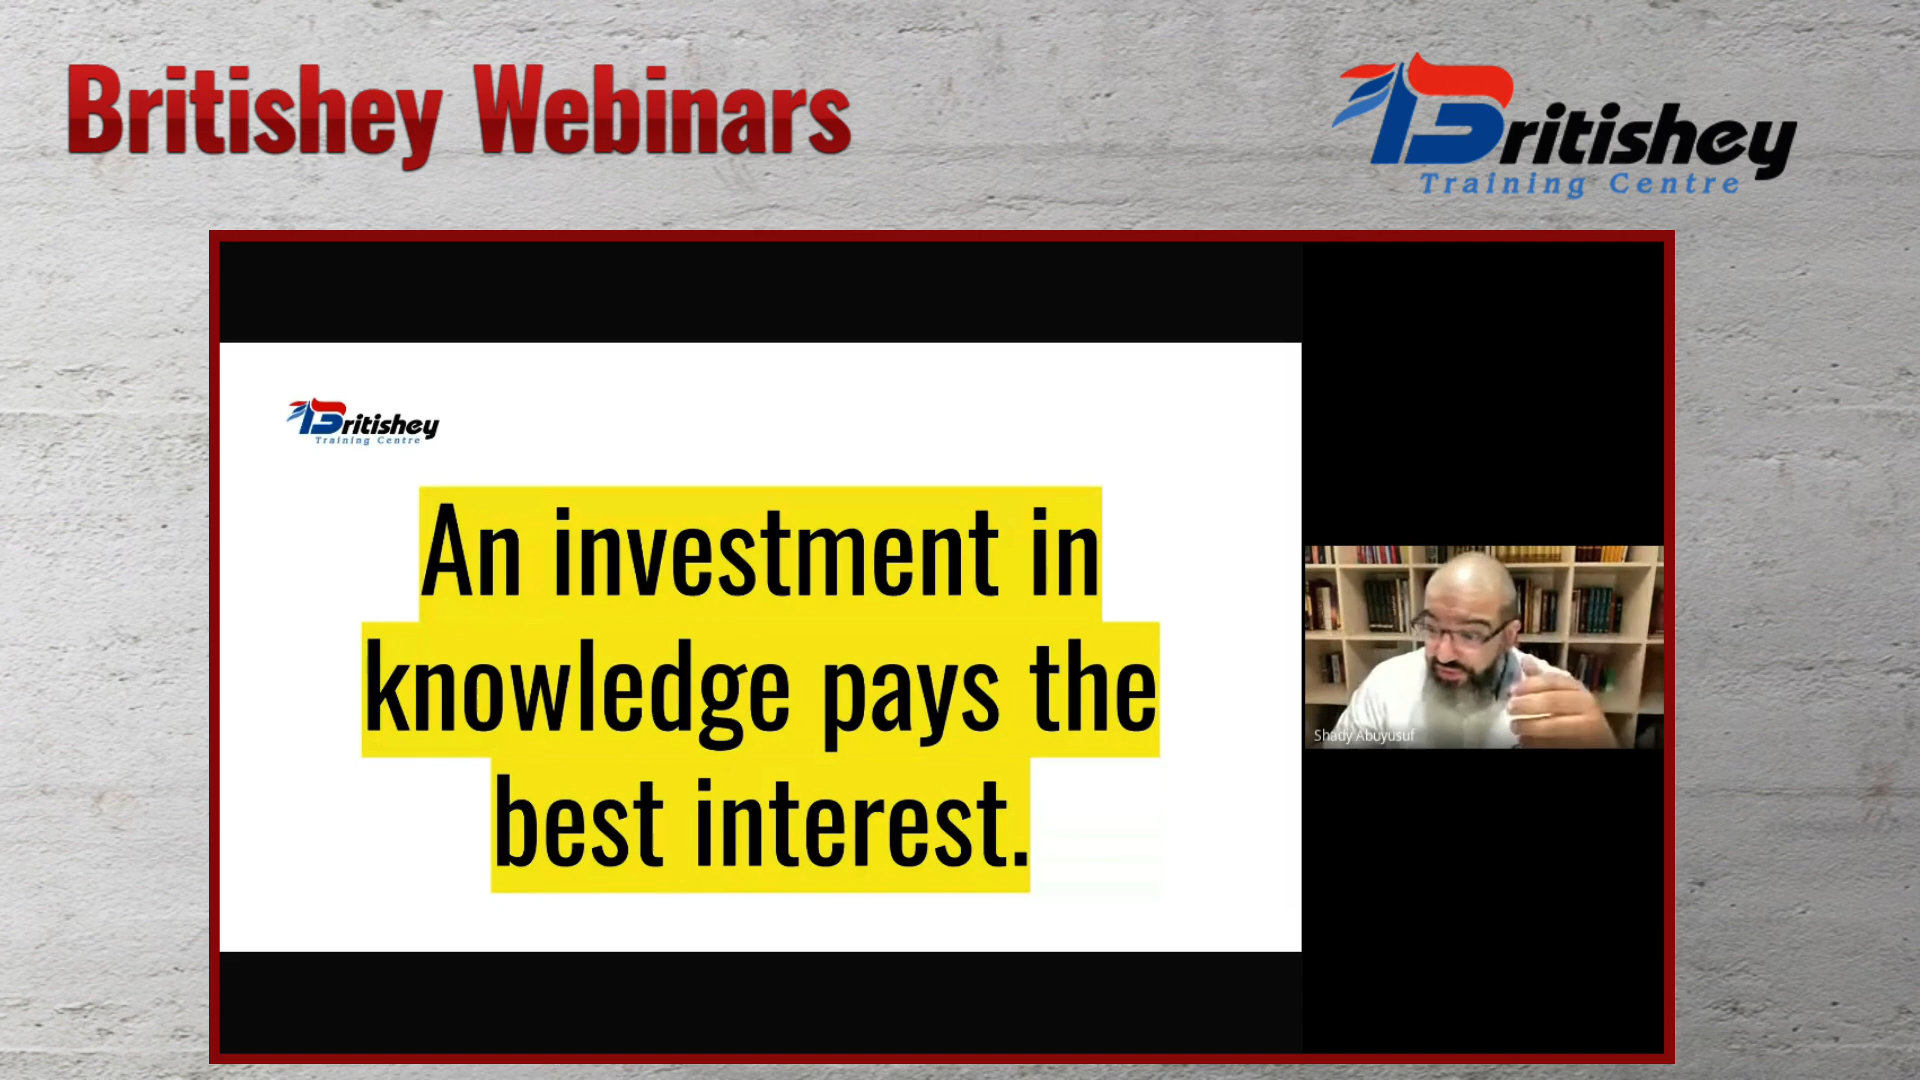 Britishey Webinars
Britishey
Training Centre
Britishey
Training Centre
An investment in
knowledge pays the
best interest.
Shady Abuyusuf